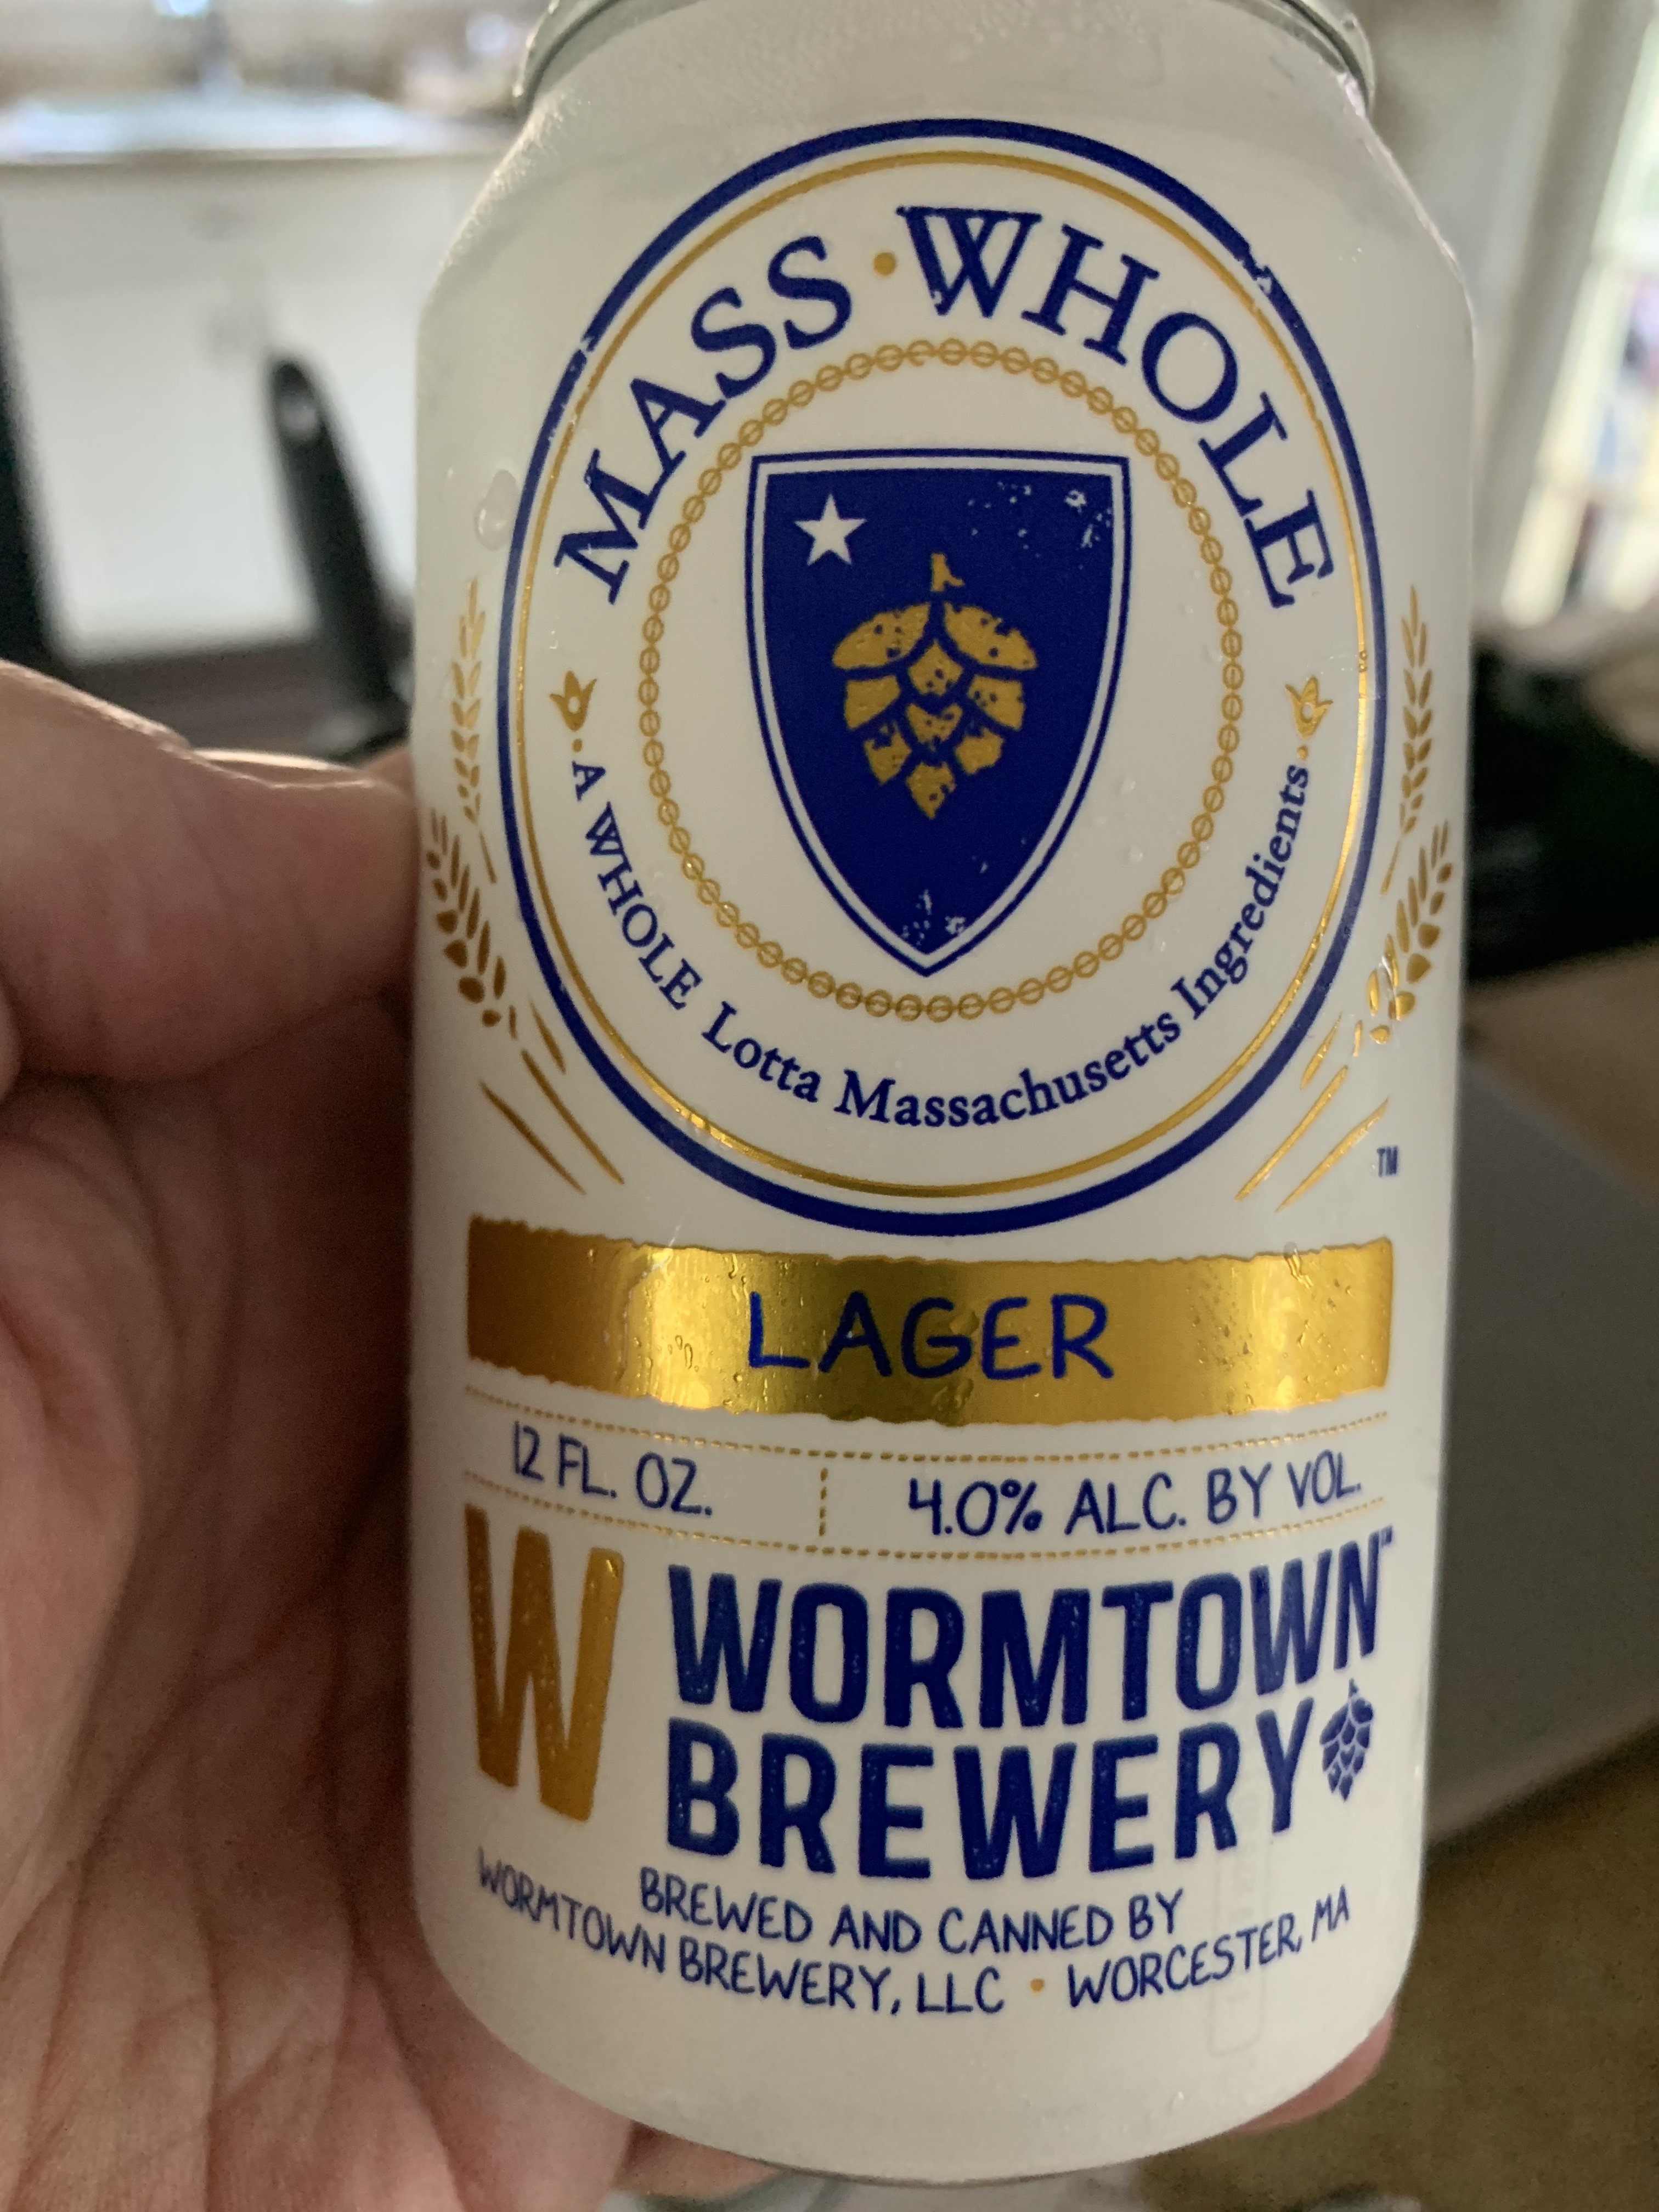 MASS·WHOLE
·A WHOLE Lotta Massachusetts Ingredients·
TM
LAGER
12 FL. OZ.
4.0% ALC. BY VOL.
W
WORMTOWN™
BREWERY
BREWED AND CANNED BY
WORMTOWN BREWERY, LLC • WORCESTER, MA